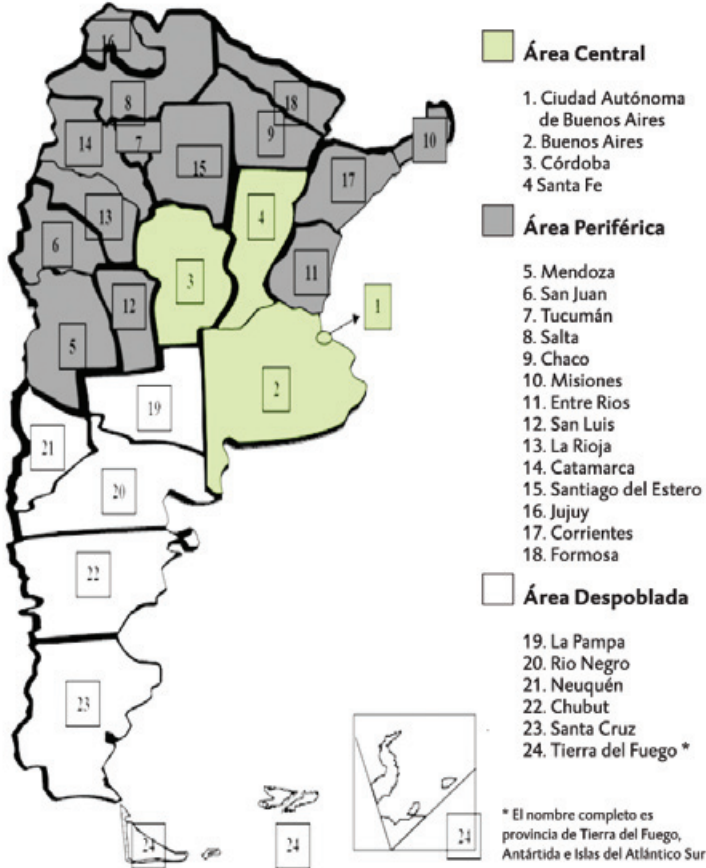 16
8
18
7
9
14
10
15
17
13
4
6
11
3
12
1
5
2
19
21
20
22
23
24
24
24
Área Central
1. Ciudad Autónoma
de Buenos Aires
2. Buenos Aires
3. Córdoba
4 Santa Fe
Área Periférica
5. Mendoza
6. San Juan
7. Tucumán
8. Salta
9. Chaco
10. Misiones
11. Entre Rios
12. San Luis
13. La Rioja
14. Catamarca
15. Santiago del Estero
16. Jujuy
17. Corrientes
18. Formosa
Área Despoblada
19. La Pampa
20. Rio Negro
21. Neuquén
22. Chubut
23. Santa Cruz
24. Tierra del Fuego *
* El nombre completo es
provincia de Tierra del Fuego,
Antártida e Islas del Atlántico Sur